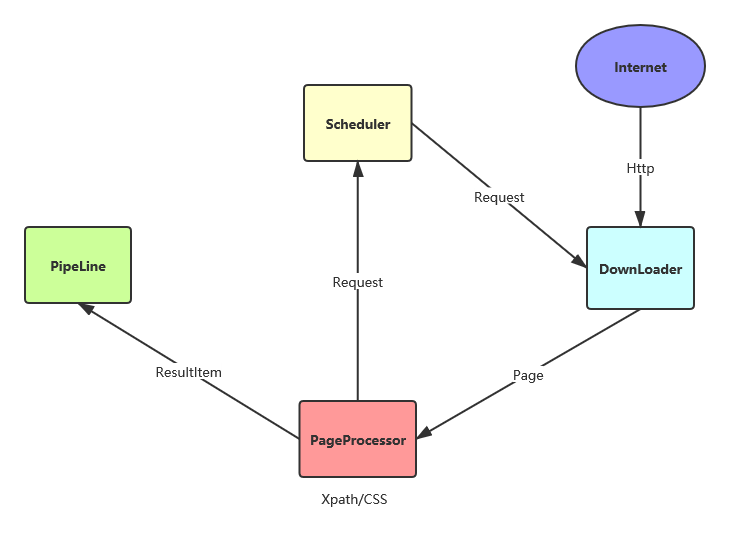 Internet
Scheduler
Http
Request
PipeLine
DownLoader
Request
ResultItem
Page
PageProcessor
Xpath/CSS